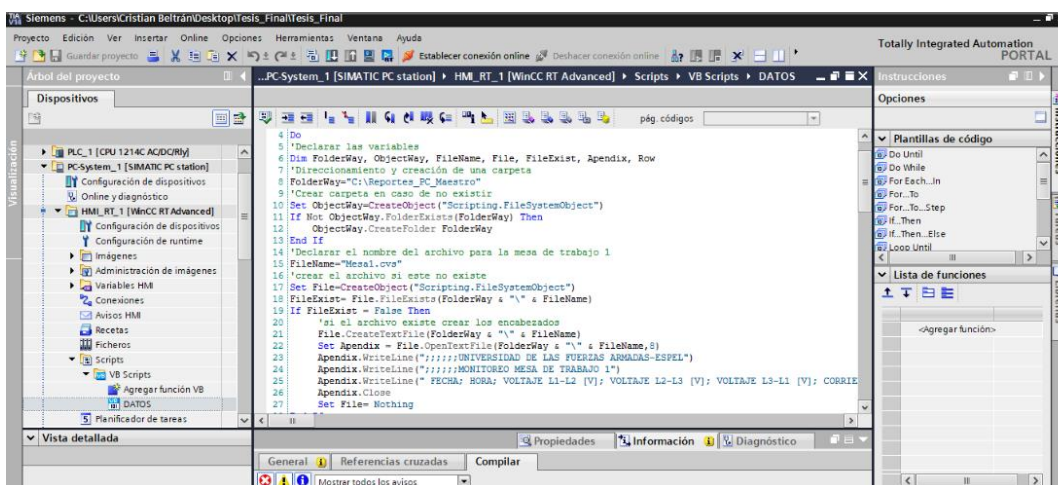 Siemens - C:\Users\Cristian Beltrán\Desktop\Tesis_Final\Tesis_Final
Proyecto Edición Ver Insertar Online Opciones Herramientas Ventana Ayuda
Guardar proyecto Establecer conexión online Deshacer conexión online
Totally Integrated Automation
PORTAL
Árbol del proyecto
Dispositivos
Visualización
PLC_1 [CPU 1214C AC/DC/Rly]
PC-System_1 [SIMATIC PC station]
Configuración de dispositivos
Online y diagnóstico
HMI_RT_1 [WinCC RT Advanced]
Configuración de dispositivos
Configuración de runtime
Imágenes
Administración de imágenes
Variables HMI
Conexiones
Avisos HMI
Recetas
Ficheros
Scripts
VB Scripts
Agregar función VB
DATOS
Planificador de tareas
Vista detallada
...PC-System_1 [SIMATIC PC station] HMI_RT_1 [WinCC RT Advanced] Scripts VB Scripts DATOS
pág. códigos
4 Do
5 'Declarar las variables
6 Dim FolderWay, ObjectWay, FileName, File, FileExist, Apendix, Row
7 'Direccionamiento y creación de una carpeta
8 FolderWay="C:\Reportes_PC_Maestro"
9 'Crear carpeta en caso de no existir
10 Set ObjectWay=CreateObject("Scripting.FileSystemObject")
11 If Not ObjectWay.FolderExists(FolderWay) Then
12 ObjectWay.CreateFolder FolderWay
13 End If
14 'Declarar el nombre del archivo para la mesa de trabajo 1
15 FileName="Mesa1.cvs"
16 'crear el archivo si este no existe
17 Set File=CreateObject("Scripting.FileSystemObject")
18 FileExist= File.FileExists(FolderWay & "\" & FileName)
19 If FileExist = False Then
20 'si el archivo existe crear los encabezados
21 File.CreateTextFile(FolderWay & "\" & FileName)
22 Set Apendix = File.OpenTextFile(FolderWay & "\" & FileName,8)
23 Apendix.WriteLine(";;;;;;UNIVERSIDAD DE LAS FUERZAS ARMADAS-ESPEL")
24 Apendix.WriteLine(";;;;;;MONITOREO MESA DE TRABAJO 1")
25 Apendix.WriteLine(" FECHA; HORA; VOLTAJE L1-L2 [V]; VOLTAJE L2-L3 [V]; VOLTAJE L3-L1 [V]; CORRIE
26 Apendix.Close
27 Set File= Nothing
Propiedades Información Diagnóstico
General Referencias cruzadas Compilar
Mostrar todos los avisos
Instrucciones
Opciones
Plantillas de código
Do Until
Do While
For Each...In
For...To
For...To...Step
If...Then
If...Then...Else
Loop Until
Lista de funciones
<Agregar función>